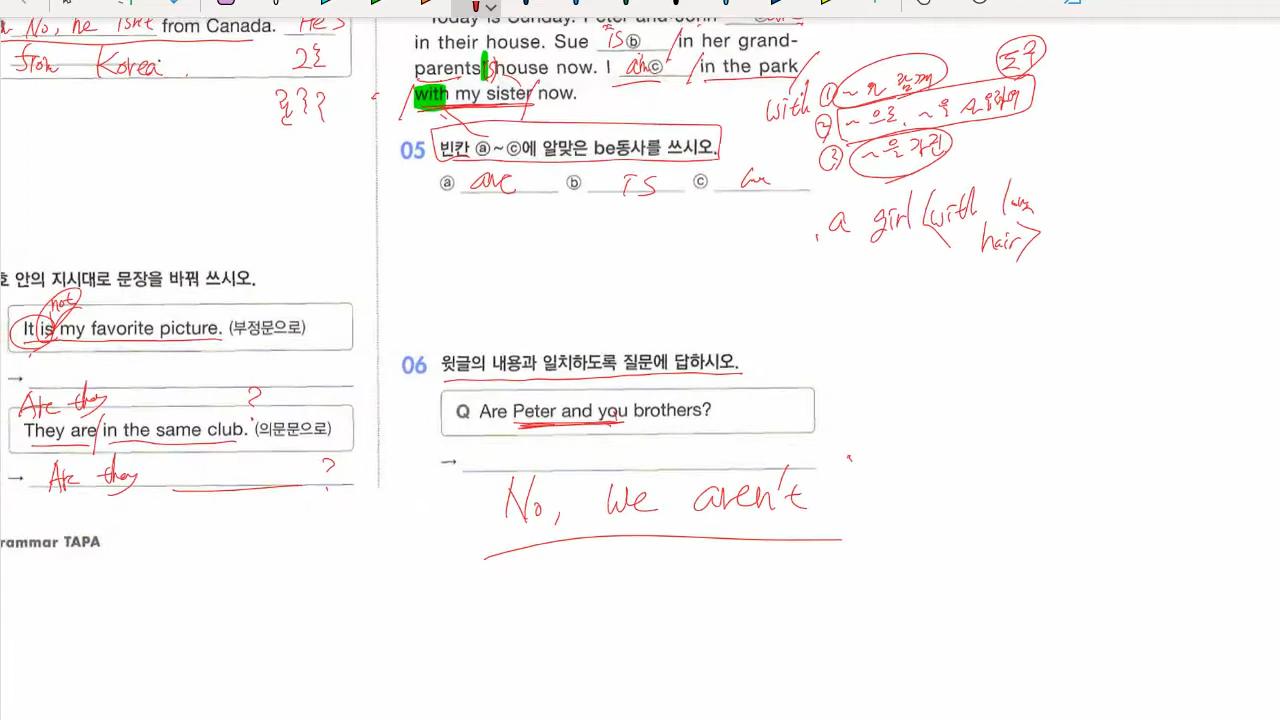 No, he isn't from Canada. He's
from Korea.
Today is Sunday. Peter and John are
in their house. Sue is ⓑ in her grand-
parents' house now. I am ⓒ in the park
with my sister now.
with ① ~와 함께
② ~으로, ~을 사용하여
도구
③ ~을 가진
a girl (with long
hair)
05 빈칸 ⓐ~ⓒ에 알맞은 be동사를 쓰시오.
ⓐ are ⓑ is ⓒ am
호 안의 지시대로 문장을 바꿔 쓰시오.
not
It is my favorite picture. (부정문으로)
→
Are they ?
They are in the same club. (의문문으로)
→ Are they ?
06 윗글의 내용과 일치하도록 질문에 답하시오.
Q Are Peter and you brothers?
→
No, we aren't
rammar TAPA